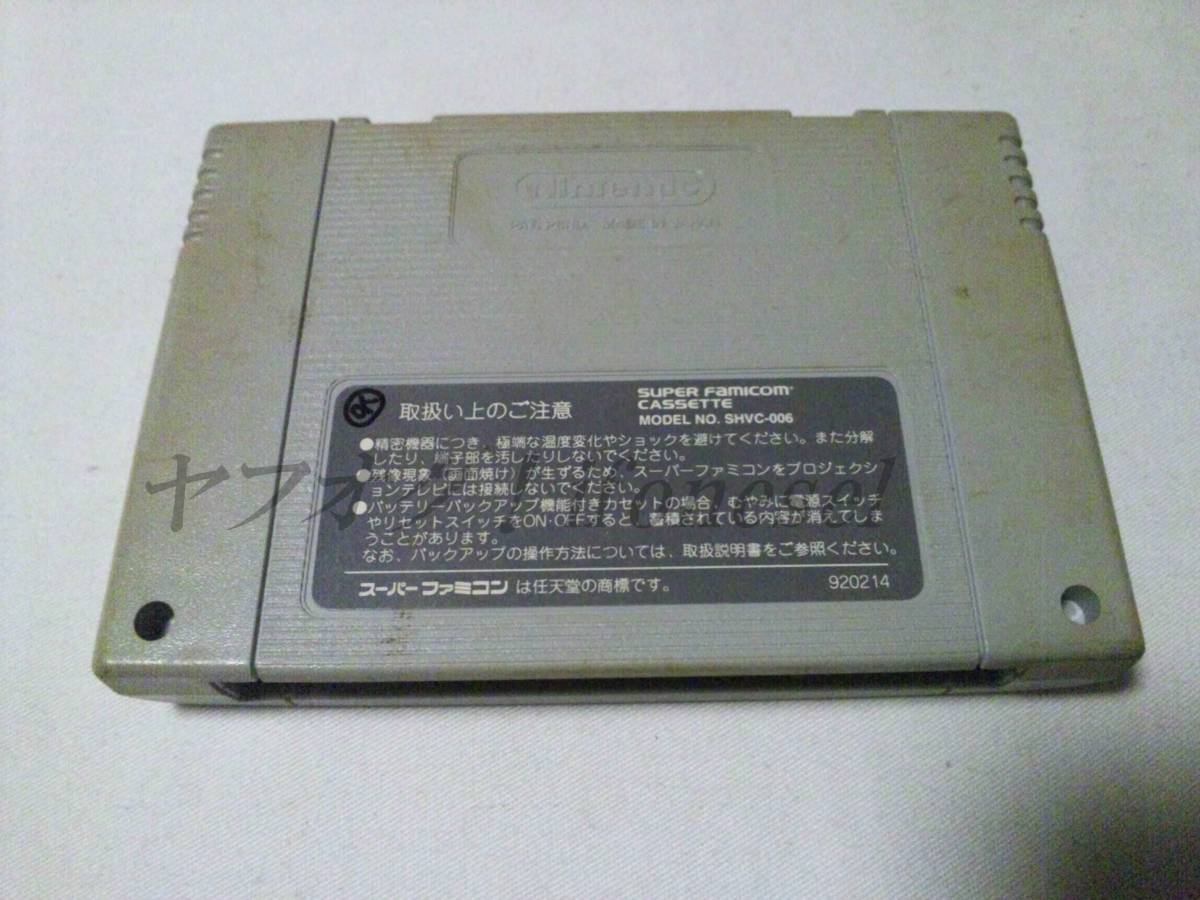 Nintendo
PAT. PEND. MADE IN JAPAN
OK
取扱い上のご注意
SUPER FAMICOM
CASSETTE
MODEL NO. SHVC-006
●精密機器につき、極端な温度変化やショックを避けてください。また分解
したり、端子部を汚したりしないでください。
●残像現象(画面焼け)が生ずるため、スーパーファミコンをプロジェクシ
ョンテレビには接続しないでください。
●バッテリーバックアップ機能付きカセットの場合、むやみに電源スイッチ
やリセットスイッチをON・OFFすると、蓄積されている内容が消えてしま
うことがあります。
なお、バックアップの操作方法については、取扱説明書をご参照ください。
スーパーファミコンは任天堂の商標です。
920214